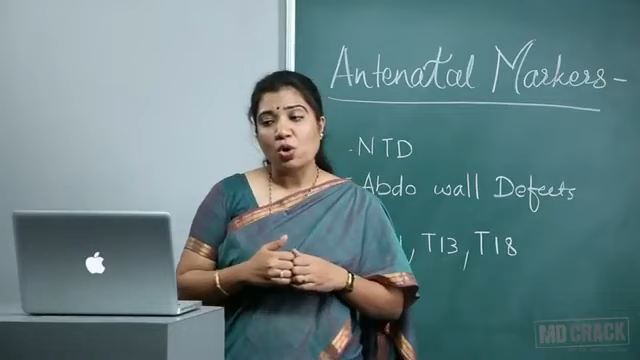 Antenatal Markers -
- NTD
- Abdo wall Defects
, T13, T18
MD CRACK